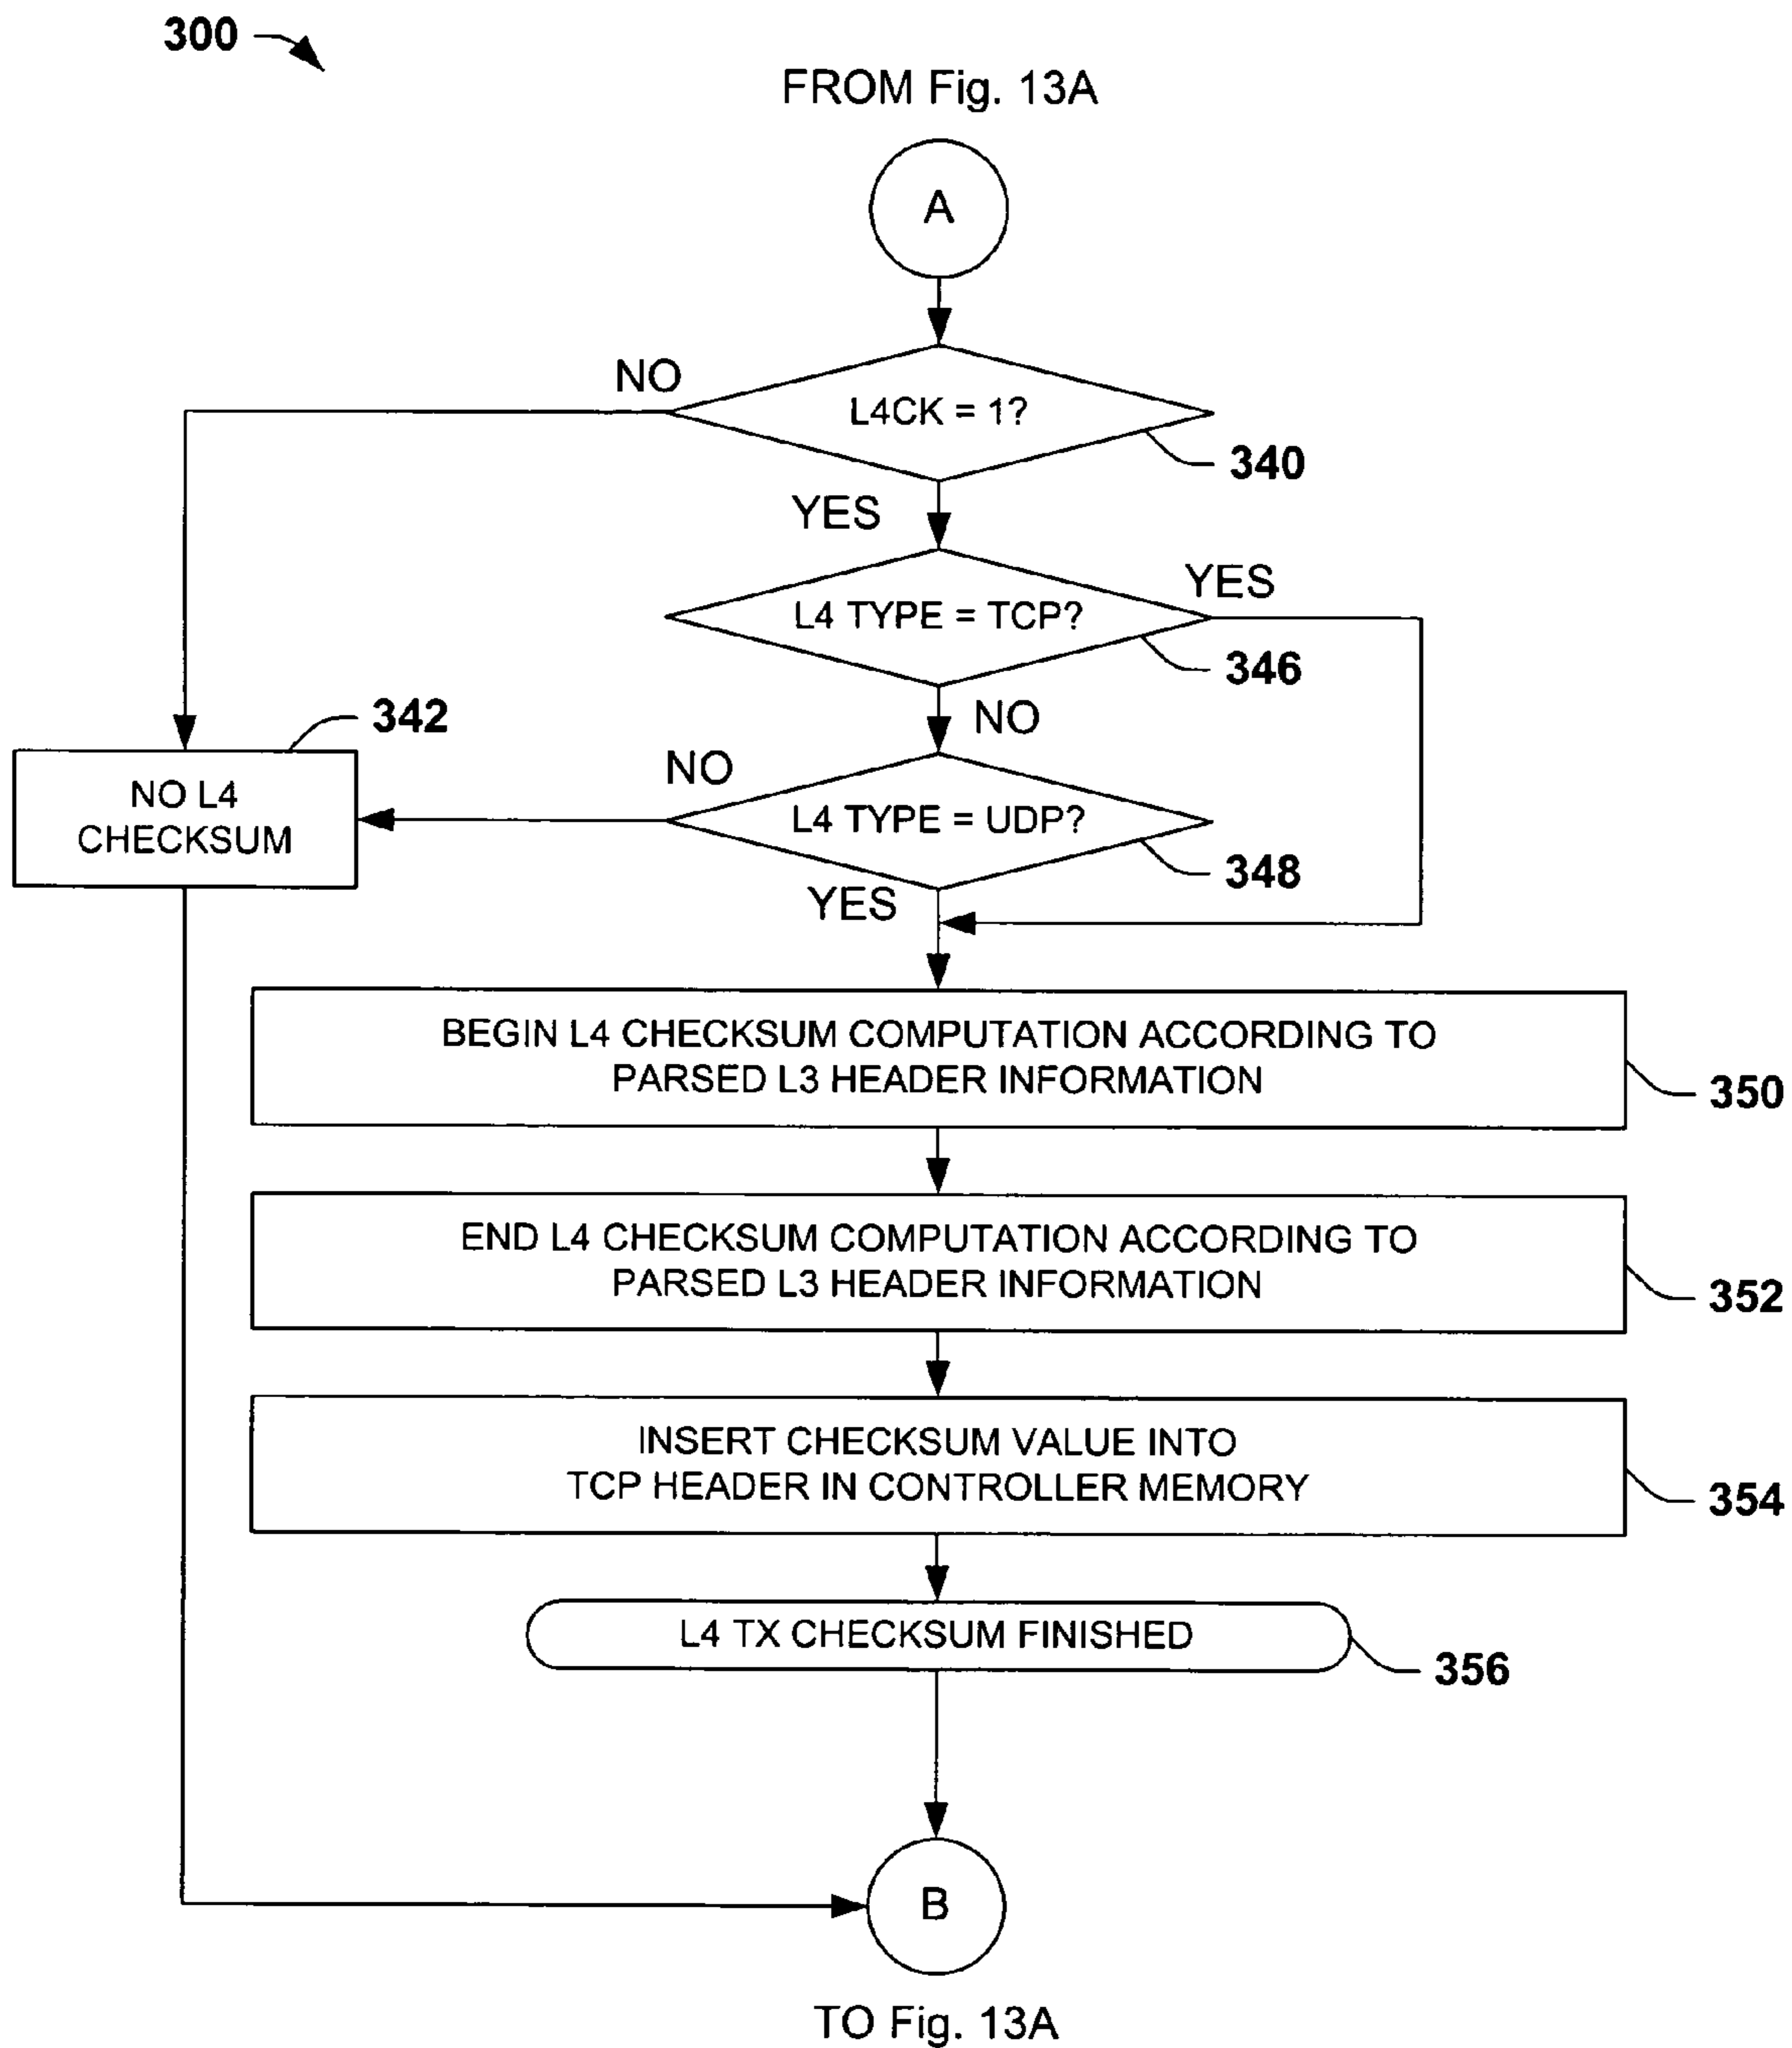 300
FROM Fig. 13A
A
NO
L4CK = 1?
340
YES
YES
L4 TYPE = TCP?
346
NO
342
NO L4
CHECKSUM
NO
L4 TYPE = UDP?
348
YES
BEGIN L4 CHECKSUM COMPUTATION ACCORDING TO
PARSED L3 HEADER INFORMATION
350
END L4 CHECKSUM COMPUTATION ACCORDING TO
PARSED L3 HEADER INFORMATION
352
INSERT CHECKSUM VALUE INTO
TCP HEADER IN CONTROLLER MEMORY
354
L4 TX CHECKSUM FINISHED
356
B
TO Fig. 13A